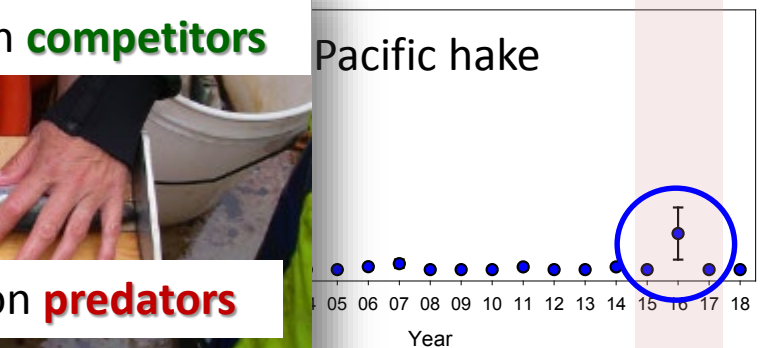 competitors
Pacific hake
on predators
05 06 07 08 09 10 11 12 13 14 15 16 17 18
Year